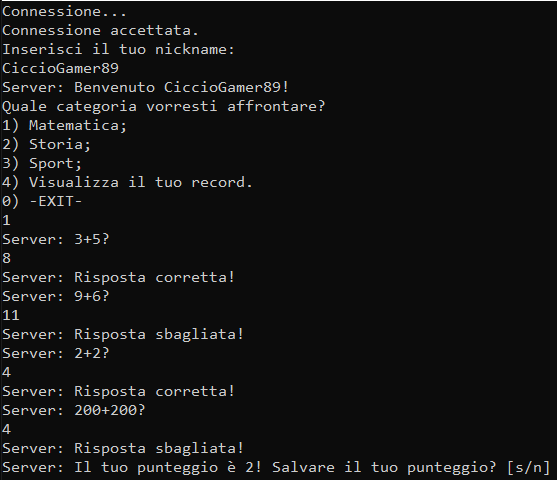 Connessione...
Connessione accettata.
Inserisci il tuo nickname:
CiccioGamer89
Server: Benvenuto CiccioGamer89!
Quale categoria vorresti affrontare?
1) Matematica;
2) Storia;
3) Sport;
4) Visualizza il tuo record.
0) -EXIT-
1
Server: 3+5?
8
Server: Risposta corretta!
Server: 9+6?
11
Server: Risposta sbagliata!
Server: 2+2?
4
Server: Risposta corretta!
Server: 200+200?
4
Server: Risposta sbagliata!
Server: Il tuo punteggio è 2! Salvare il tuo punteggio? [s/n]